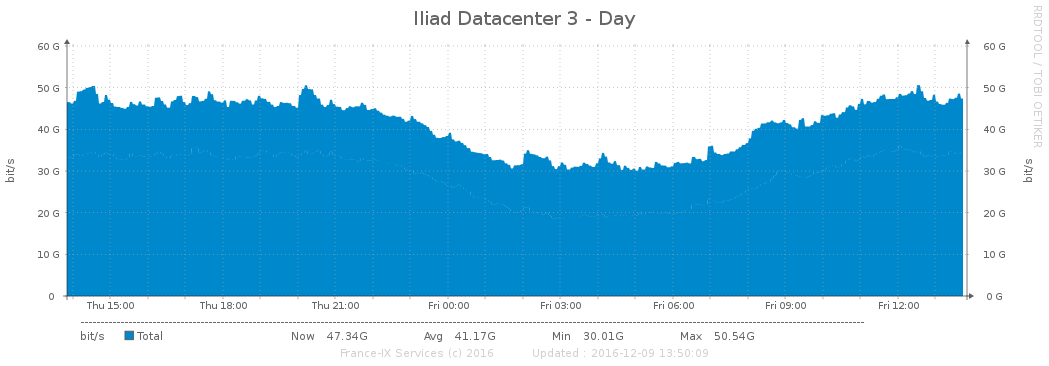 Iliad Datacenter 3 - Day
RRDTOOL / TOBI OETIKER
60 G 60 G
50 G 50 G
40 G 40 G
30 G 30 G
20 G 20 G
10 G 10 G
0 0 G
bit/s bit/s
Thu 15:00 Thu 18:00 Thu 21:00 Fri 00:00 Fri 03:00 Fri 06:00 Fri 09:00 Fri 12:00
bit/s Total Now 47.34G Avg 41.17G Min 30.01G Max 50.54G
France-IX Services (c) 2016 Updated : 2016-12-09 13:50:09